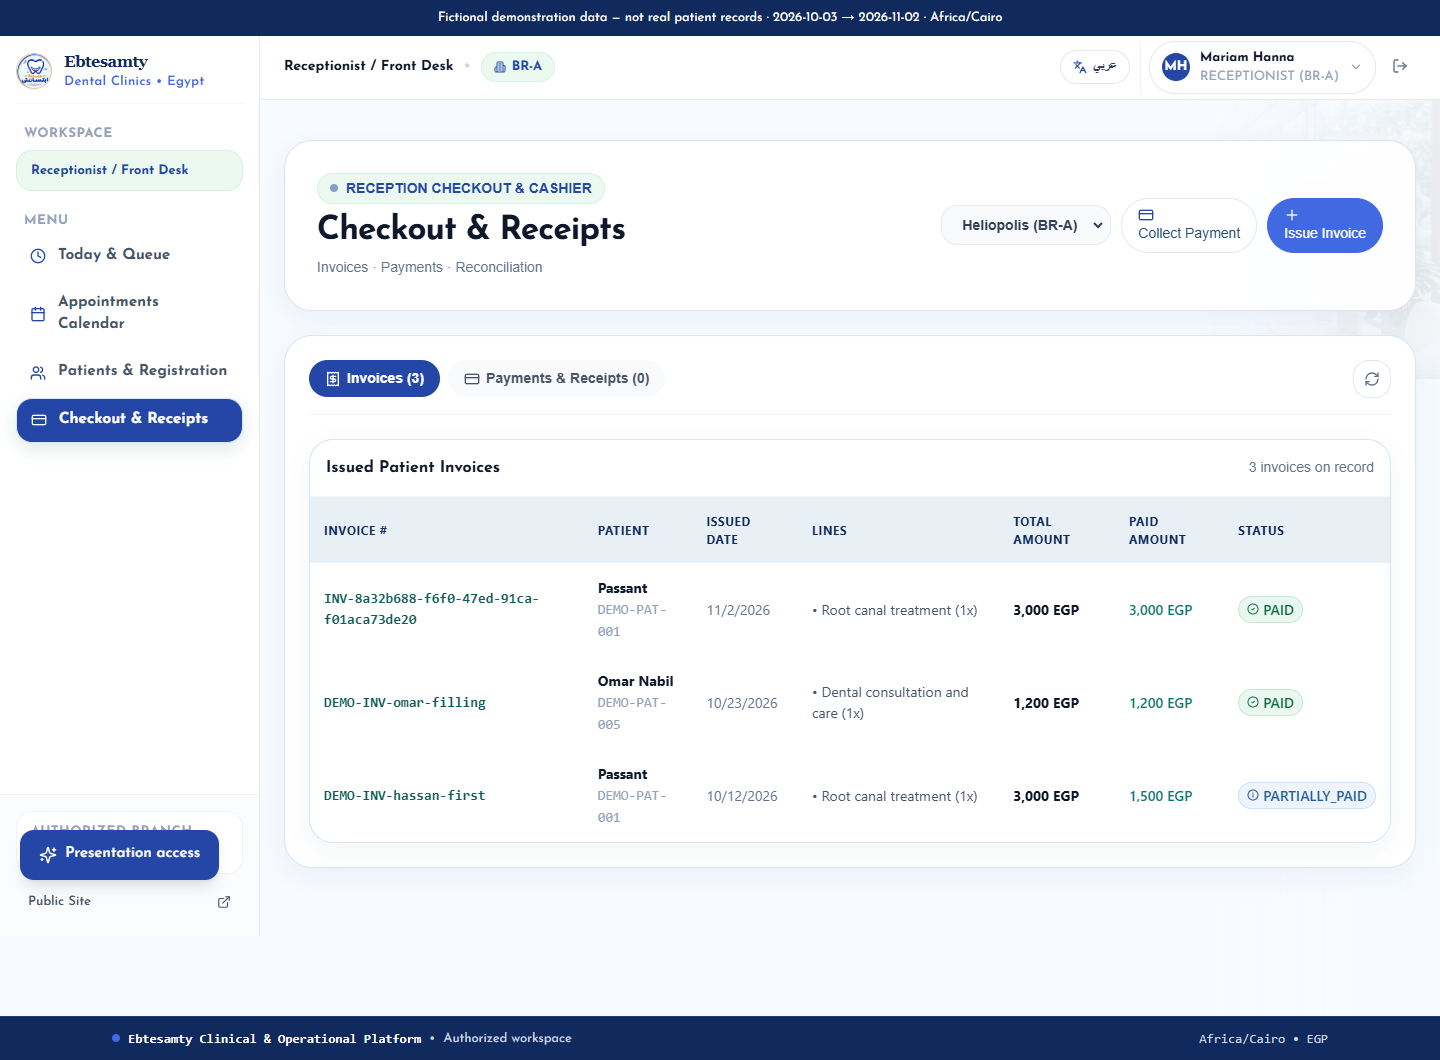 Fictional demonstration data – not real patient records · 2026-10-03 → 2026-11-02 · Africa/Cairo
Ebtesamty
Dental Clinics • Egypt
Receptionist / Front Desk • BR-A
عربي
MH
Mariam Hanna
RECEPTIONIST (BR-A)
WORKSPACE
Receptionist / Front Desk
MENU
Today & Queue
Appointments
Calendar
Patients & Registration
Checkout & Receipts
RECEPTION CHECKOUT & CASHIER
Checkout & Receipts
Invoices · Payments · Reconciliation
Heliopolis (BR-A)
Collect Payment
Issue Invoice
Invoices (3)
Payments & Receipts (0)
Issued Patient Invoices
3 invoices on record
INVOICE #
PATIENT
ISSUED
DATE
LINES
TOTAL
AMOUNT
PAID
AMOUNT
STATUS
INV-8a32b688-f6f0-47ed-91ca-
f01aca73de20
Passant
DEMO-PAT-
001
11/2/2026
• Root canal treatment (1x)
3,000 EGP
3,000 EGP
PAID
DEMO-INV-omar-filling
Omar Nabil
DEMO-PAT-
005
10/23/2026
• Dental consultation and
care (1x)
1,200 EGP
1,200 EGP
PAID
DEMO-INV-hassan-first
Passant
DEMO-PAT-
001
10/12/2026
• Root canal treatment (1x)
3,000 EGP
1,500 EGP
PARTIALLY_PAID
AUTHORIZED BRANCH
Presentation access
Public Site
Ebtesamty Clinical & Operational Platform • Authorized workspace
Africa/Cairo • EGP